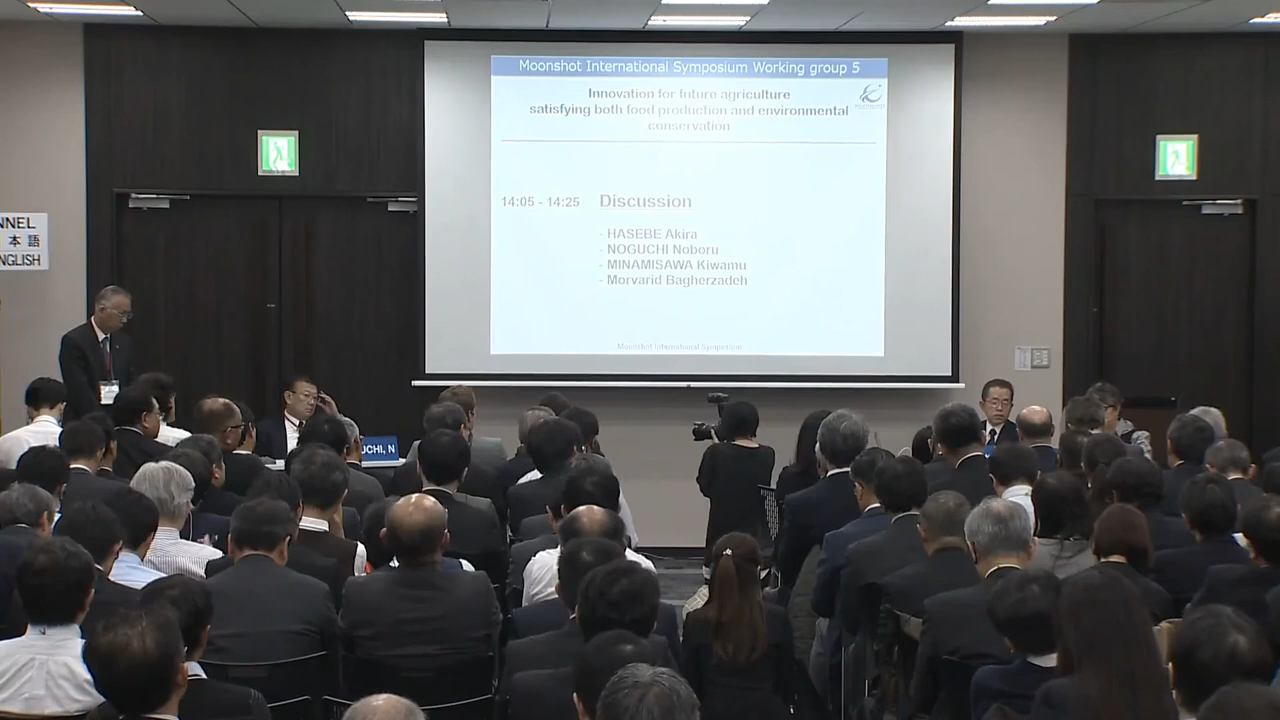 Moonshot International Symposium Working group 5
Innovation for future agriculture
satisfying both food production and environmental
conservation
14:05 - 14:25 Discussion
- HASEBE Akira
- NOGUCHI Noboru
- MINAMISAWA Kiwamu
- Morvarid Bagherzadeh
Moonshot International Symposium
NNEL
本語
NGLISH
UCHI, N